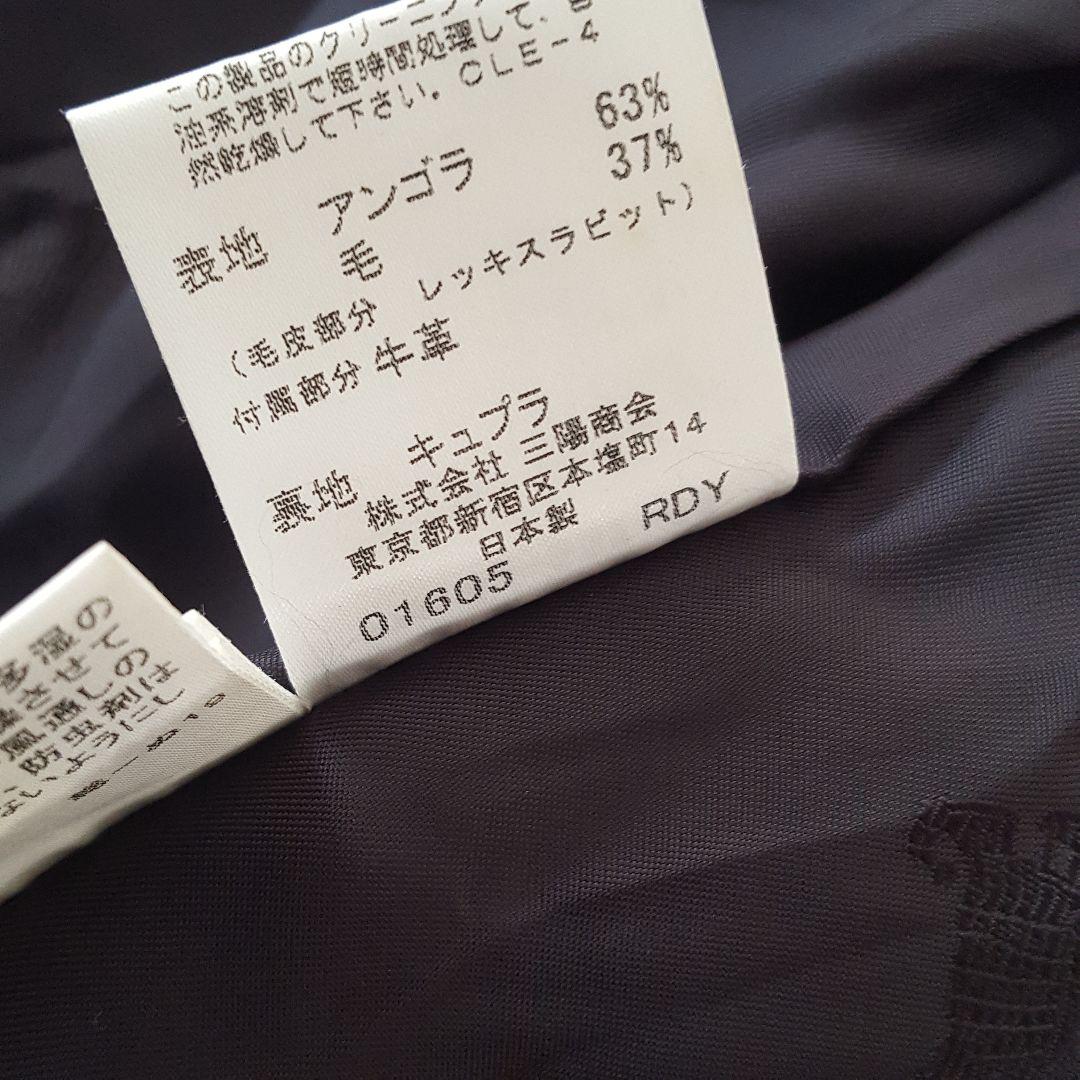 この製品のクリーニング
油系溶剤で短時間処理して、自
然乾燥して下さい。CLE-4
表地 アンゴラ 63%
毛 37%
(毛皮部分 レッキスラビット)
付属部分 牛革
裏地 キュプラ
株式会社 三陽商会
東京都新宿区本塩町14
日本製 RDY
01605
の
させて
風通しの
防虫剤は
ないようにし